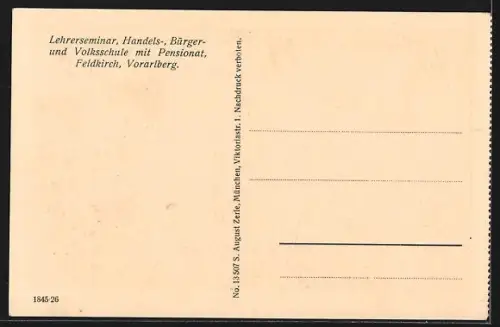 Lehrerseminar, Handels-, Bürger-
und Volksschule mit Pensionat,
Feldkirch, Vorarlberg.
No. 13507 S. August Zerle, München, Viktoriastr. 1. Nachdruck verboten.
1845-26